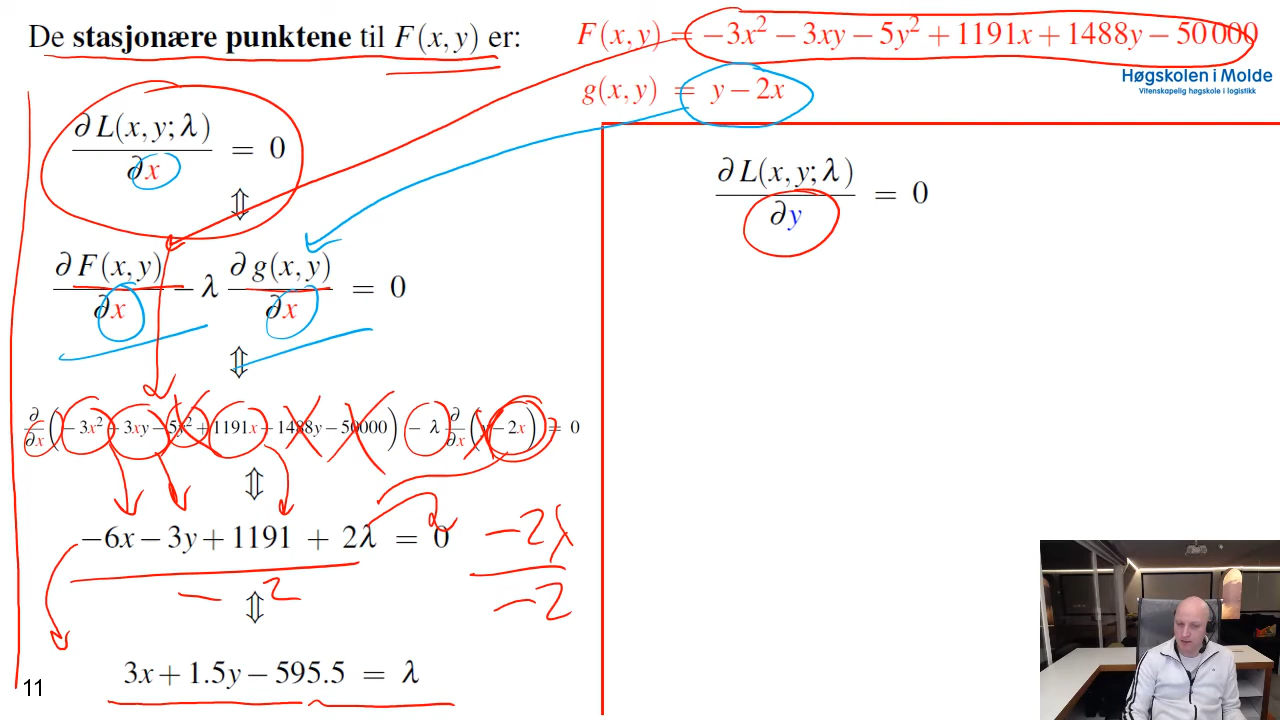 De stasjonære punktene til F(x,y) er:
F(x,y) = −3x² − 3xy − 5y² + 1191x + 1488y − 50000
g(x,y) = y − 2x
Høgskolen i Molde
Vitenskapelig høgskole i logistikk
∂L(x,y;λ)/∂x = 0
⇕
∂F(x,y)/∂x − λ ∂g(x,y)/∂x = 0
⇕
∂/∂x (−3x² − 3xy − 5y² + 1191x + 1488y − 50000) − λ ∂/∂x (y − 2x) = 0
⇕
−6x − 3y + 1191 + 2λ = 0
− 2
⇕
3x + 1.5y − 595.5 = λ
−2λ
−2
∂L(x,y;λ)/∂y = 0
11